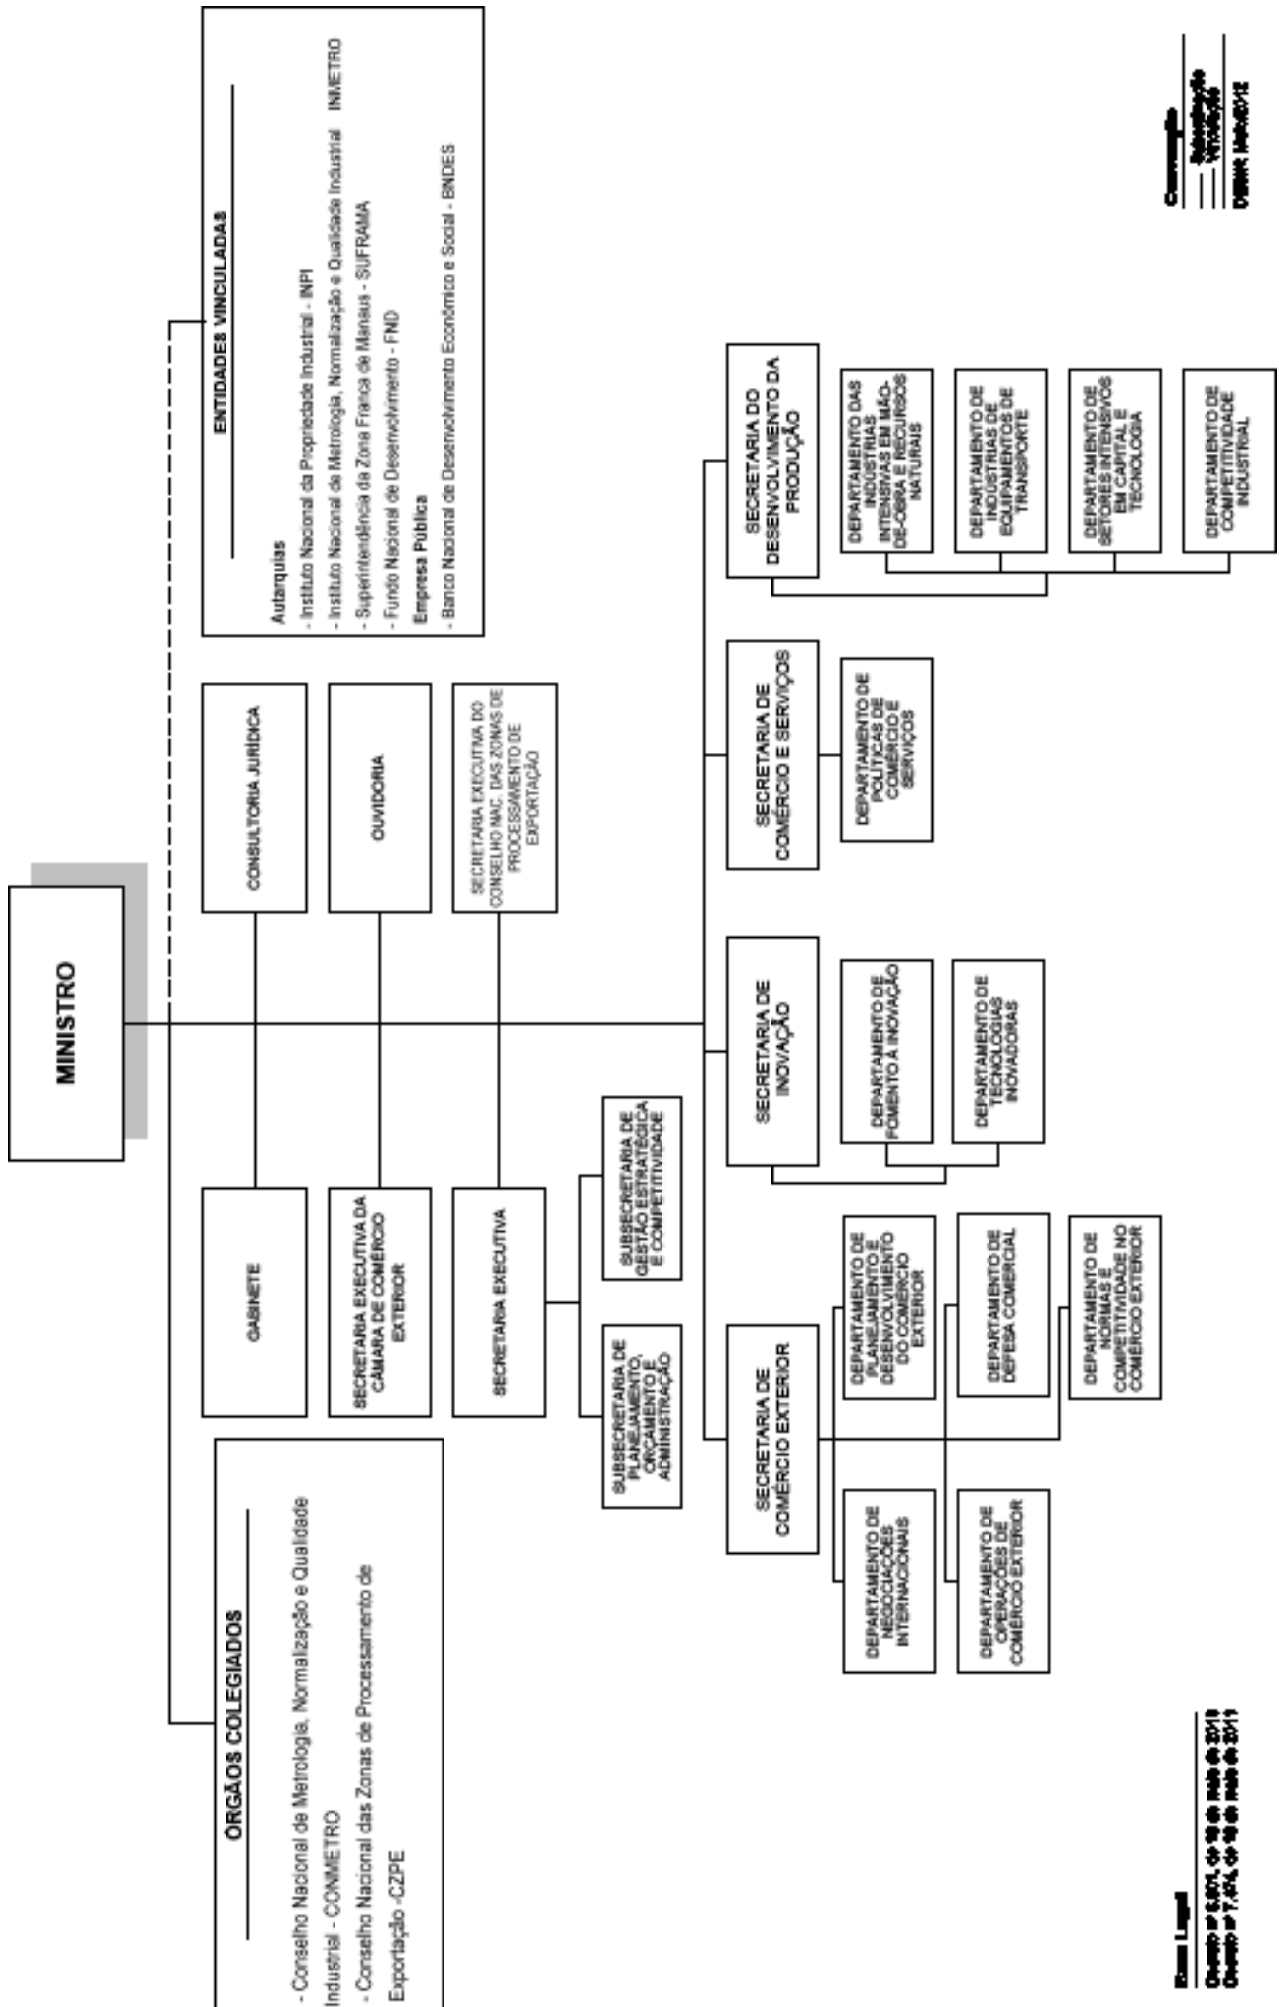 MINISTRO
ÓRGÃOS COLEGIADOS
- Conselho Nacional de Metrologia, Normalização e Qualidade
Industrial - CONMETRO
- Conselho Nacional das Zonas de Processamento de
Exportação -CZPE
GABINETE
CONSULTORIA JURÍDICA
SECRETARIA EXECUTIVA DA
CÂMARA DE COMÉRCIO
EXTERIOR
OUVIDORIA
SECRETARIA EXECUTIVA
SECRETARIA EXECUTIVA DO
CONSELHO NAC. DAS ZONAS DE
PROCESSAMENTO DE
EXPORTAÇÃO
SUBSECRETARIA DE
PLANEJAMENTO,
ORÇAMENTO E
ADMINISTRAÇÃO
SUBSECRETARIA DE
GESTÃO ESTRATÉGICA
E COMPETITIVIDADE
ENTIDADES VINCULADAS
Autarquias
- Instituto Nacional da Propriedade Industrial - INPI
- Instituto Nacional de Metrologia, Normalização e Qualidade Industrial INMETRO
- Superintendência da Zona Franca de Manaus - SUFRAMA
- Fundo Nacional de Desenvolvimento - FND
Empresa Pública
- Banco Nacional de Desenvolvimento Econômico e Social - BNDES
SECRETARIA DE
COMÉRCIO EXTERIOR
DEPARTAMENTO DE
NEGOCIAÇÕES
INTERNACIONAIS
DEPARTAMENTO DE
PLANEJAMENTO E
DESENVOLVIMENTO
DO COMÉRCIO
EXTERIOR
DEPARTAMENTO DE
OPERAÇÕES DE
COMÉRCIO EXTERIOR
DEPARTAMENTO DE
DEFESA COMERCIAL
DEPARTAMENTO DE
NORMAS E
COMPETITIVIDADE NO
COMÉRCIO EXTERIOR
SECRETARIA DE
INOVAÇÃO
DEPARTAMENTO DE
FOMENTO À INOVAÇÃO
DEPARTAMENTO DE
TECNOLOGIAS
INOVADORAS
SECRETARIA DE
COMÉRCIO E SERVIÇOS
DEPARTAMENTO DE
POLÍTICAS DE
COMÉRCIO E
SERVIÇOS
SECRETARIA DO
DESENVOLVIMENTO DA
PRODUÇÃO
DEPARTAMENTO DAS
INDÚSTRIAS
INTENSIVAS EM MÃO-
DE-OBRA E RECURSOS
NATURAIS
DEPARTAMENTO DE
INDÚSTRIAS DE
EQUIPAMENTOS DE
TRANSPORTE
DEPARTAMENTO DE
SETORES INTENSIVOS
EM CAPITAL E
TECNOLOGIA
DEPARTAMENTO DE
COMPETITIVIDADE
INDUSTRIAL
Base Legal
Convenção
Subordinação
Vinculação